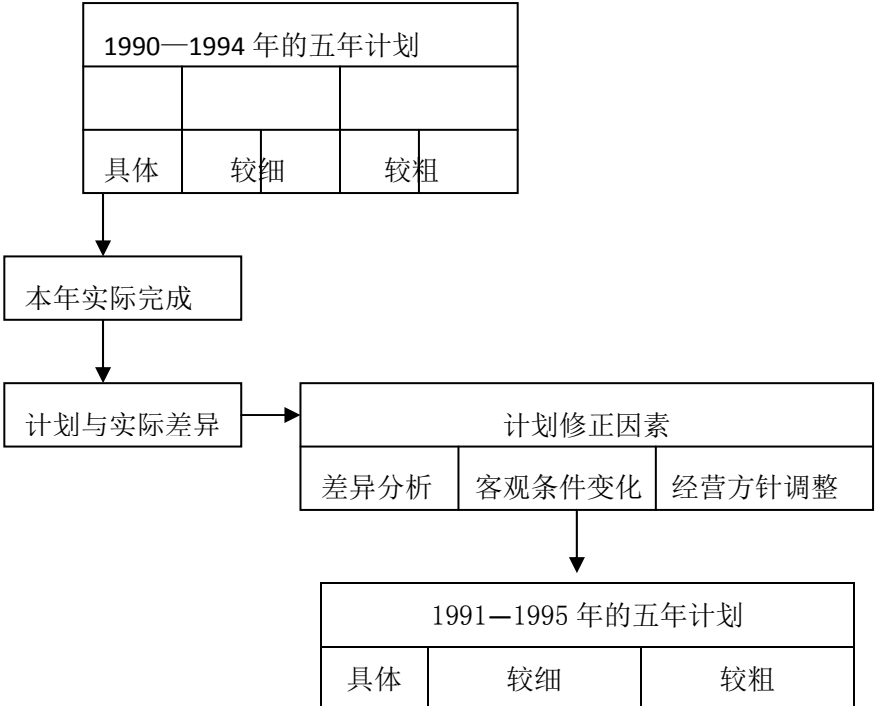 1990—1994 年的五年计划
具体 较细 较粗
本年实际完成
计划与实际差异
计划修正因素
差异分析 客观条件变化 经营方针调整
1991—1995 年的五年计划
具体 较细 较粗